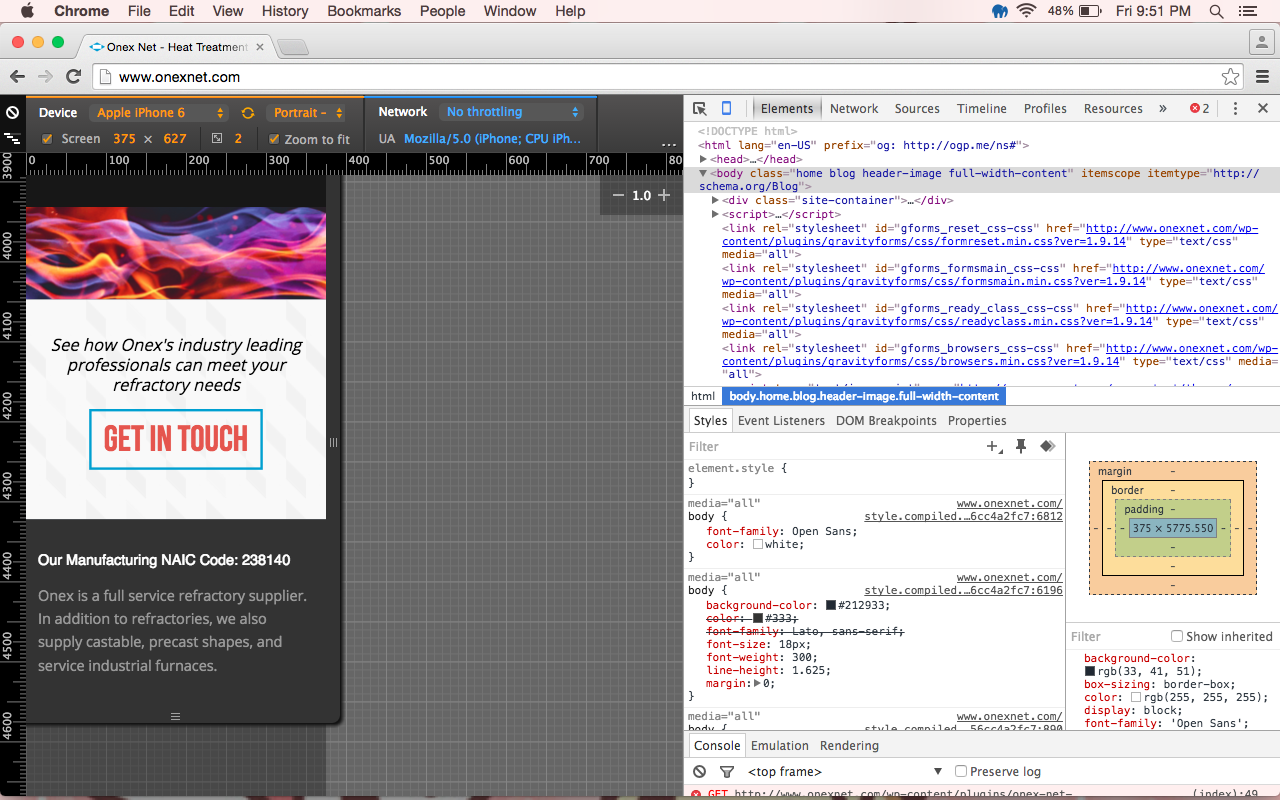 Chrome File Edit View History Bookmarks People Window Help 48% Fri 9:51 PM
Onex Net - Heat Treatment
www.onexnet.com
Device Apple iPhone 6 Portrait - Network No throttling
Screen 375 × 627 2 Zoom to fit UA Mozilla/5.0 (iPhone; CPU iPh... ...
0 100 200 300 400 500 600 700 80
3900
4000
4100
4200
4300
4400
4500
4600
1.0
See how Onex's industry leading
professionals can meet your
refractory needs
GET IN TOUCH
Our Manufacturing NAIC Code: 238140
Onex is a full service refractory supplier.
In addition to refractories, we also
supply castable, precast shapes, and
service industrial furnaces.
Elements Network Sources Timeline Profiles Resources » 2
<!DOCTYPE html>
<html lang="en-US" prefix="og: http://ogp.me/ns#">
<head>…</head>
<body class="home blog header-image full-width-content" itemscope itemtype="http://
schema.org/Blog">
<div class="site-container">…</div>
<script>…</script>
<link rel="stylesheet" id="gforms_reset_css-css" href="http://www.onexnet.com/wp-
content/plugins/gravityforms/css/formreset.min.css?ver=1.9.14" type="text/css"
media="all">
<link rel="stylesheet" id="gforms_formsmain_css-css" href="http://www.onexnet.com/
wp-content/plugins/gravityforms/css/formsmain.min.css?ver=1.9.14" type="text/css"
media="all">
<link rel="stylesheet" id="gforms_ready_class_css-css" href="http://www.onexnet.com/
wp-content/plugins/gravityforms/css/readyclass.min.css?ver=1.9.14" type="text/css"
media="all">
<link rel="stylesheet" id="gforms_browsers_css-css" href="http://www.onexnet.com/wp-
content/plugins/gravityforms/css/browsers.min.css?ver=1.9.14" type="text/css" media=
"all">
html body.home.blog.header-image.full-width-content
Styles Event Listeners DOM Breakpoints Properties
Filter
element.style {
}
media="all" www.onexnet.com/
body { style.compiled.…6cc4a2fc7:6812
font-family: Open Sans;
color: white;
}
media="all" www.onexnet.com/
body { style.compiled.…6cc4a2fc7:6196
background-color: #212933;
color: #333;
font-family: Lato, sans-serif;
font-size: 18px;
font-weight: 300;
line-height: 1.625;
margin: 0;
}
media="all" www.onexnet.com/
body { style.compiled.…56cc4a2fc7:890
margin -
border -
padding -
- - - 375 × 5775.550 - - -
-
-
-
Filter Show inherited
background-color:
rgb(33, 41, 51);
box-sizing: border-box;
color: rgb(255, 255, 255);
display: block;
font-family: 'Open Sans';
Console Emulation Rendering
<top frame> Preserve log
GET http://www.onexnet.com/wp-content/plugins/onex-net- (index):49